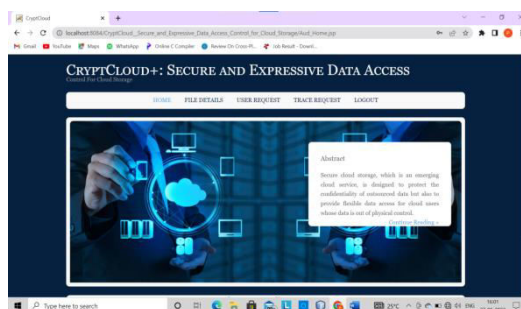 CryptCloud
localhost:8084/CryptCloud_Secure_and_Expressive_Data_Access_Control_for_Cloud_Storage/Aud_Home.jsp
Gmail YouTube Maps WhatsApp Online C Compiler Review On Cross-PL... Job Result - Downl...
CRYPTCLOUD+: SECURE AND EXPRESSIVE DATA ACCESS
Control For Cloud Storage
HOME FILE DETAILS USER REQUEST TRACE REQUEST LOGOUT
Abstract
Secure cloud storage, which is an emerging
cloud service, is designed to protect the
confidentiality of outsourced data but also to
provide flexible data access for cloud users
whose data is out of physical control.
Continue Reading »
Type here to search 25°C ENG 16:01